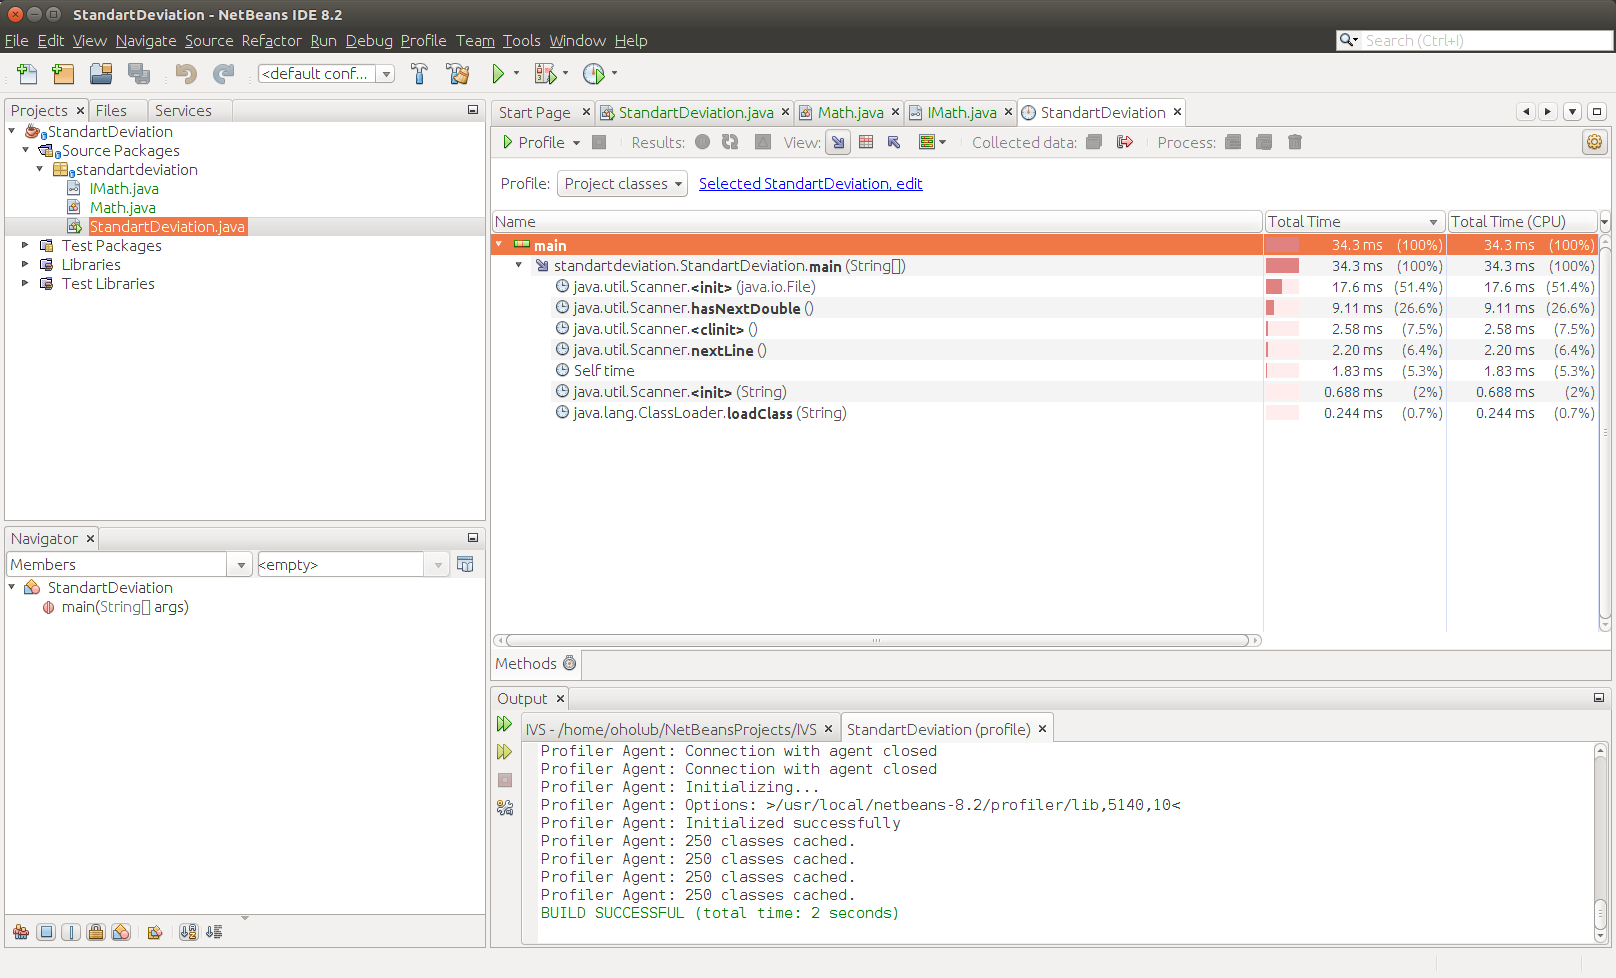 StandartDeviation - NetBeans IDE 8.2
File Edit View Navigate Source Refactor Run Debug Profile Team Tools Window Help
Search (Ctrl+I)
<default conf...
Projects Files Services
StandartDeviation
Source Packages
standartdeviation
IMath.java
Math.java
StandartDeviation.java
Test Packages
Libraries
Test Libraries
Navigator
Members <empty>
StandartDeviation
main(String[] args)
Start Page StandartDeviation.java Math.java IMath.java StandartDeviation
Profile Results: View: Collected data: Process:
Profile: Project classes Selected StandartDeviation, edit
Name Total Time Total Time (CPU)
main 34.3 ms (100%) 34.3 ms (100%)
standartdeviation.StandartDeviation.main (String[]) 34.3 ms (100%) 34.3 ms (100%)
java.util.Scanner.<init> (java.io.File) 17.6 ms (51.4%) 17.6 ms (51.4%)
java.util.Scanner.hasNextDouble () 9.11 ms (26.6%) 9.11 ms (26.6%)
java.util.Scanner.<clinit> () 2.58 ms (7.5%) 2.58 ms (7.5%)
java.util.Scanner.nextLine () 2.20 ms (6.4%) 2.20 ms (6.4%)
Self time 1.83 ms (5.3%) 1.83 ms (5.3%)
java.util.Scanner.<init> (String) 0.688 ms (2%) 0.688 ms (2%)
java.lang.ClassLoader.loadClass (String) 0.244 ms (0.7%) 0.244 ms (0.7%)
Methods
Output
IVS - /home/oholub/NetBeansProjects/IVS StandartDeviation (profile)
Profiler Agent: Connection with agent closed
Profiler Agent: Connection with agent closed
Profiler Agent: Initializing...
Profiler Agent: Options: >/usr/local/netbeans-8.2/profiler/lib,5140,10<
Profiler Agent: Initialized successfully
Profiler Agent: 250 classes cached.
Profiler Agent: 250 classes cached.
Profiler Agent: 250 classes cached.
Profiler Agent: 250 classes cached.
BUILD SUCCESSFUL (total time: 2 seconds)